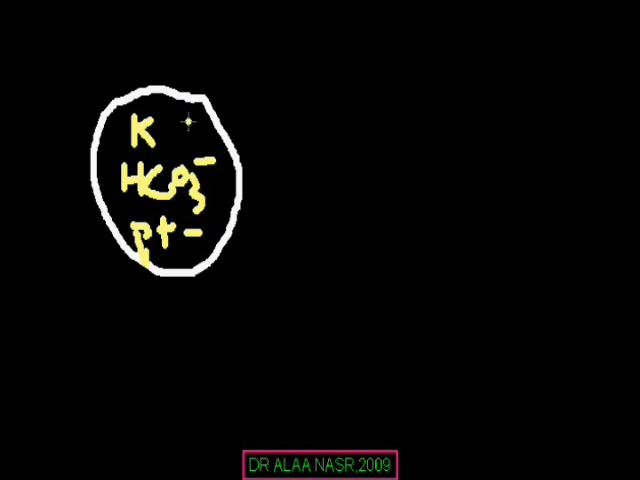 K
HCO3-
pt-
DR ALAA NASR,2009